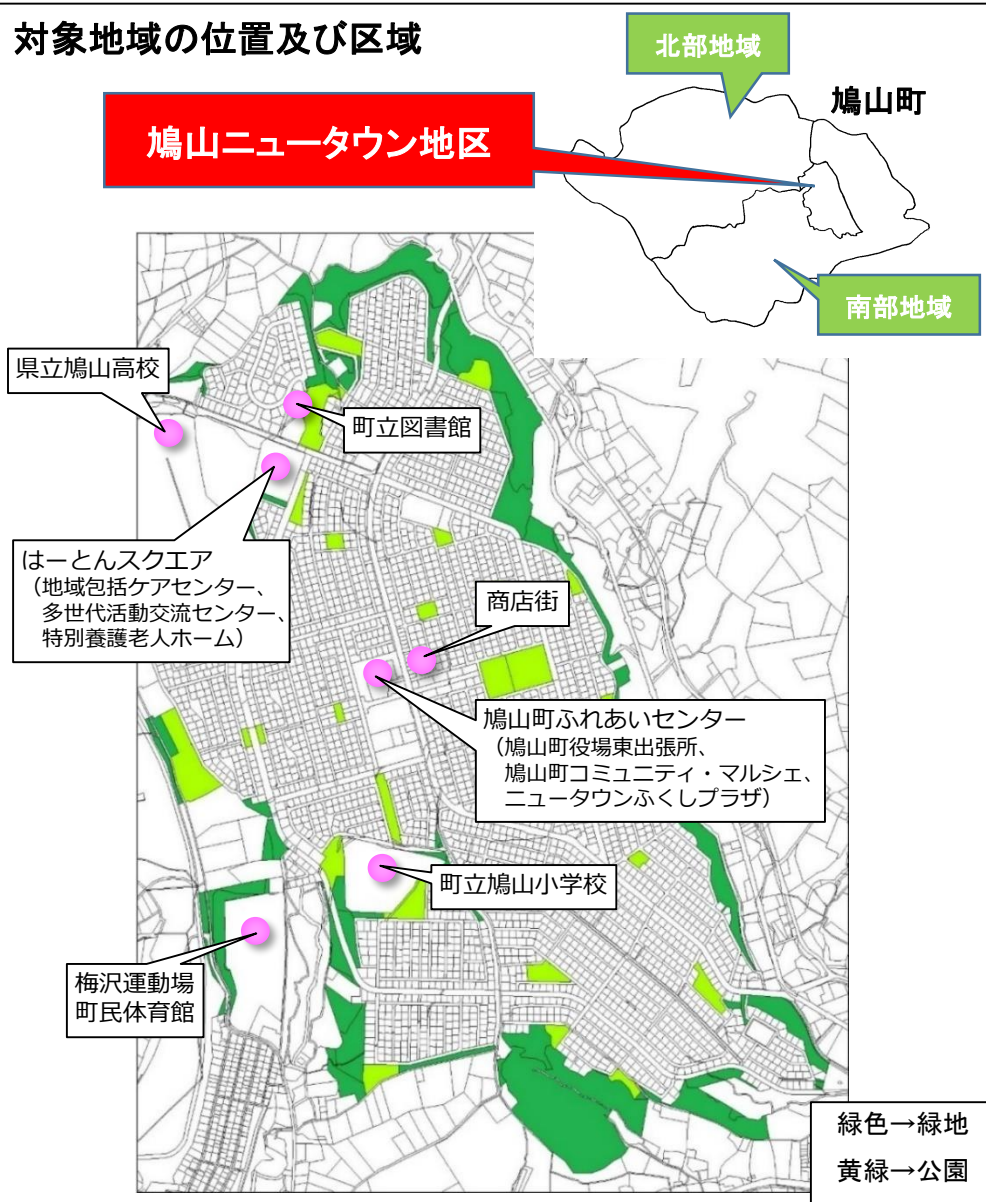 対象地域の位置及び区域
北部地域
鳩山町
鳩山ニュータウン地区
南部地域
県立鳩山高校
町立図書館
はーとんスクエア
（地域包括ケアセンター、
多世代活動交流センター、
特別養護老人ホーム）
商店街
鳩山町ふれあいセンター
（鳩山町役場東出張所、
鳩山町コミュニティ・マルシェ、
ニュータウンふくしプラザ）
町立鳩山小学校
梅沢運動場
町民体育館
緑色→緑地
黄緑→公園